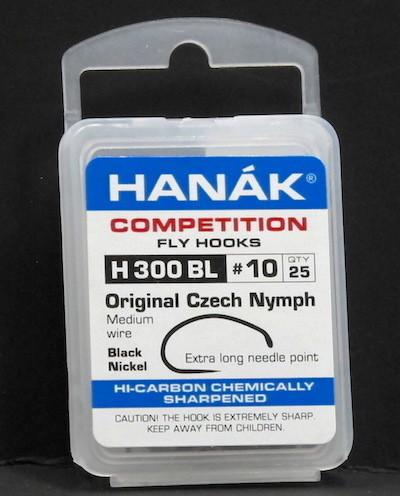 HANÁK®
COMPETITION
FLY HOOKS
H 300 BL #10 QTY 25
Original Czech Nymph
Medium
wire
Black
Nickel
Extra long needle point
HI-CARBON CHEMICALLY
SHARPENED
CAUTION! THE HOOK IS EXTREMELY SHARP.
KEEP AWAY FROM CHILDREN.